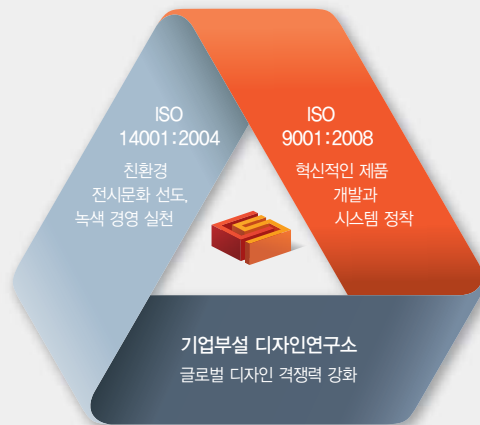 ISO
14001:2004
친환경
전시문화 선도,
녹색 경영 실천
ISO
9001:2008
혁신적인 제품
개발과
시스템 정착
기업부설 디자인연구소
글로벌 디자인 격쟁력 강화